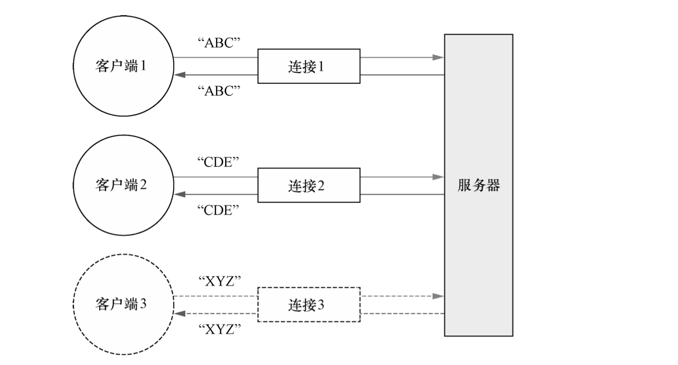 “ABC”
客户端1
连接1
“ABC”
“CDE”
客户端2
连接2
服务器
“CDE”
“XYZ”
客户端3
连接3
“XYZ”